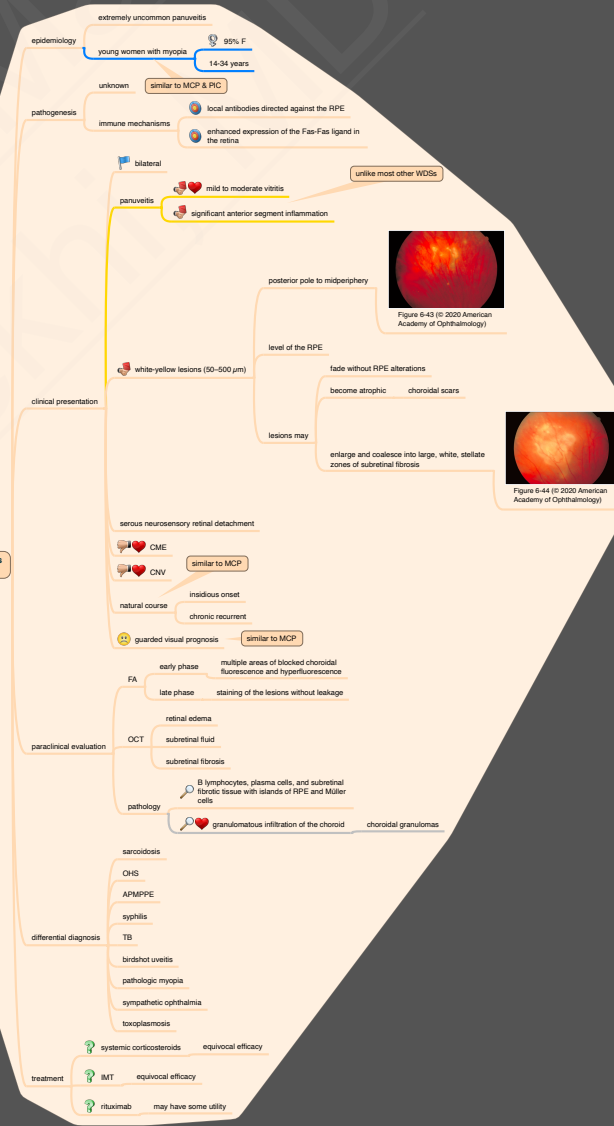 epidemiology
extremely uncommon panuveitis
young women with myopia
95% F
14-34 years
similar to MCP & PIC
pathogenesis
unknown
immune mechanisms
local antibodies directed against the RPE
enhanced expression of the Fas-Fas ligand in
the retina
clinical presentation
bilateral
panuveitis
mild to moderate vitritis
significant anterior segment inflammation
unlike most other WDSs
white-yellow lesions (50–500 µm)
posterior pole to midperiphery
Figure 6-43 (© 2020 American
Academy of Ophthalmology)
level of the RPE
lesions may
fade without RPE alterations
become atrophic
choroidal scars
enlarge and coalesce into large, white, stellate
zones of subretinal fibrosis
Figure 6-44 (© 2020 American
Academy of Ophthalmology)
serous neurosensory retinal detachment
CME
CNV
similar to MCP
natural course
insidious onset
chronic recurrent
guarded visual prognosis
similar to MCP
paraclinical evaluation
FA
early phase
multiple areas of blocked choroidal
fluorescence and hyperfluorescence
late phase
staining of the lesions without leakage
OCT
retinal edema
subretinal fluid
subretinal fibrosis
pathology
B lymphocytes, plasma cells, and subretinal
fibrotic tissue with islands of RPE and Müller
cells
granulomatous infiltration of the choroid
choroidal granulomas
differential diagnosis
sarcoidosis
OHS
APMPPE
syphilis
TB
birdshot uveitis
pathologic myopia
sympathetic ophthalmia
toxoplasmosis
treatment
systemic corticosteroids
equivocal efficacy
IMT
equivocal efficacy
rituximab
may have some utility